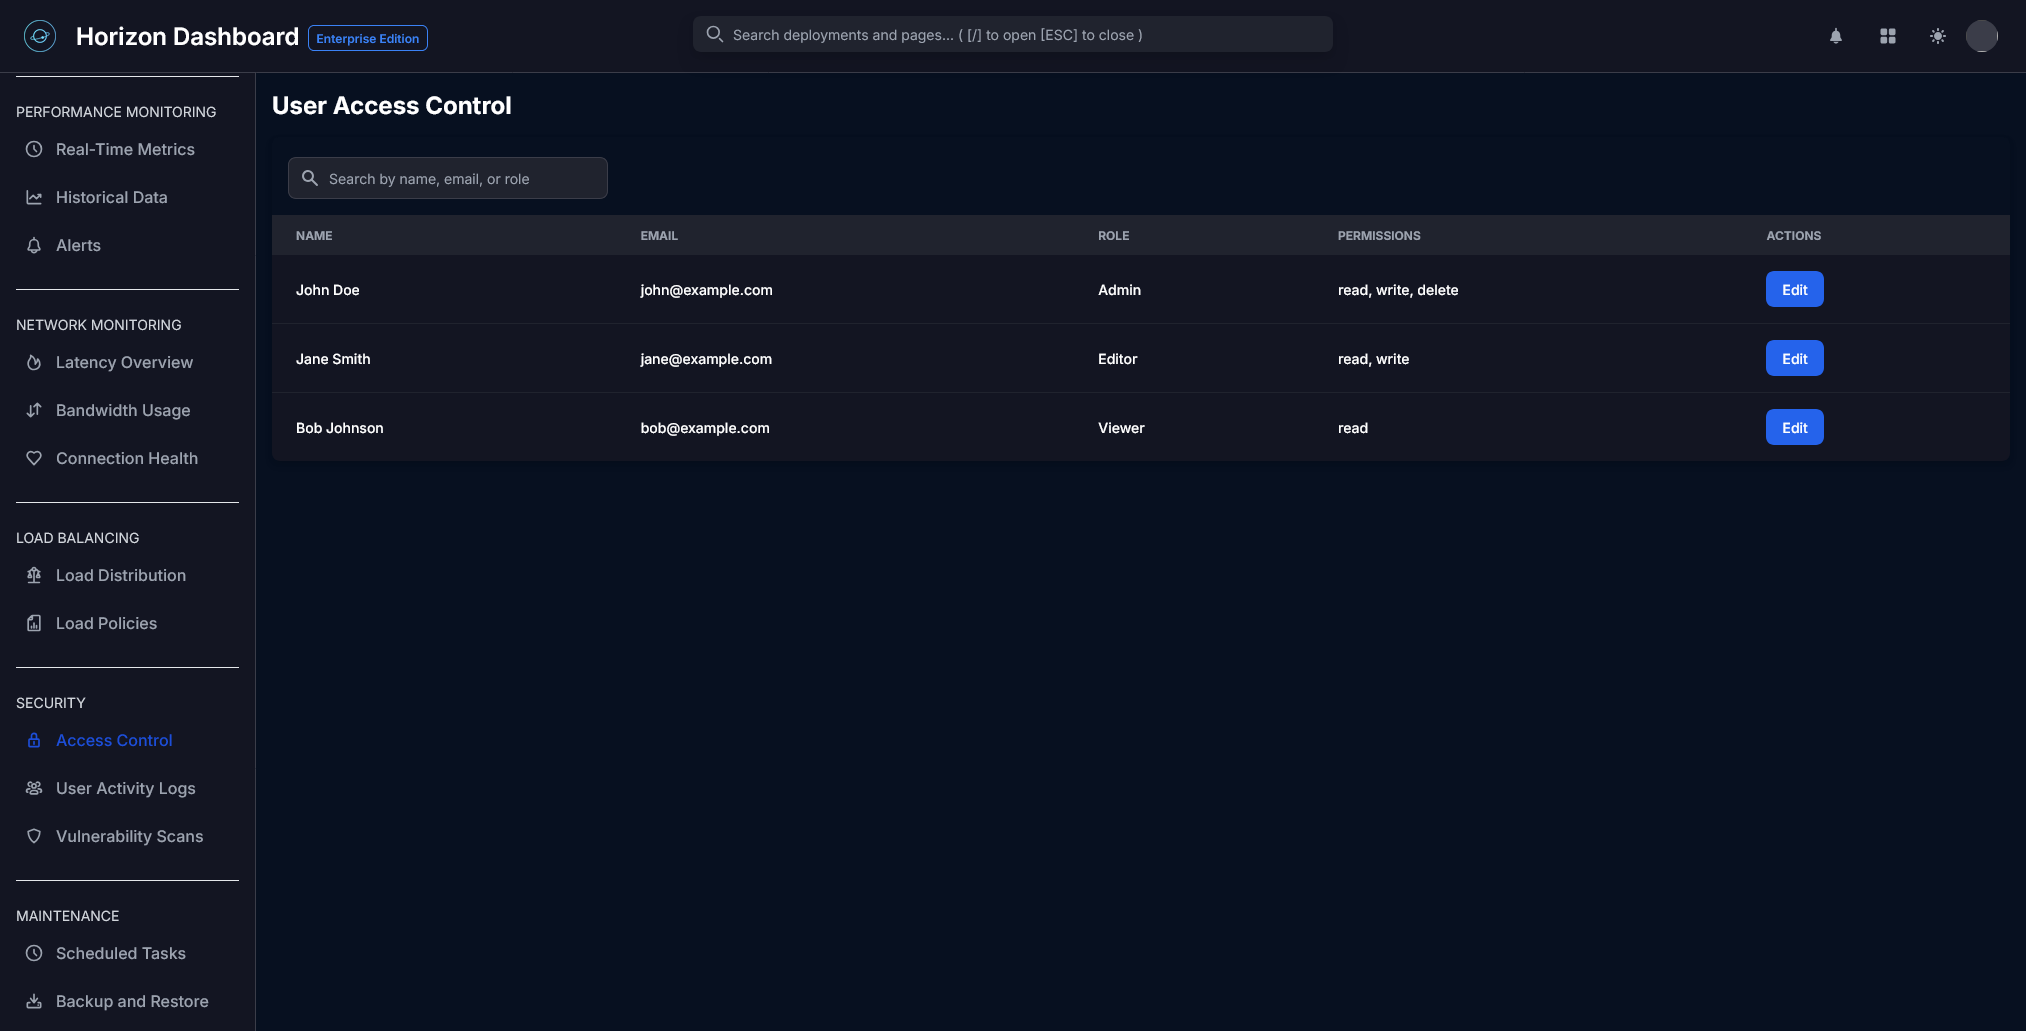 Horizon Dashboard
Enterprise Edition
Search deployments and pages... ( [/] to open [ESC] to close )
PERFORMANCE MONITORING
Real-Time Metrics
Historical Data
Alerts
NETWORK MONITORING
Latency Overview
Bandwidth Usage
Connection Health
LOAD BALANCING
Load Distribution
Load Policies
SECURITY
Access Control
User Activity Logs
Vulnerability Scans
MAINTENANCE
Scheduled Tasks
Backup and Restore
User Access Control
Search by name, email, or role
NAME EMAIL ROLE PERMISSIONS ACTIONS
John Doe john@example.com Admin read, write, delete Edit
Jane Smith jane@example.com Editor read, write Edit
Bob Johnson bob@example.com Viewer read Edit